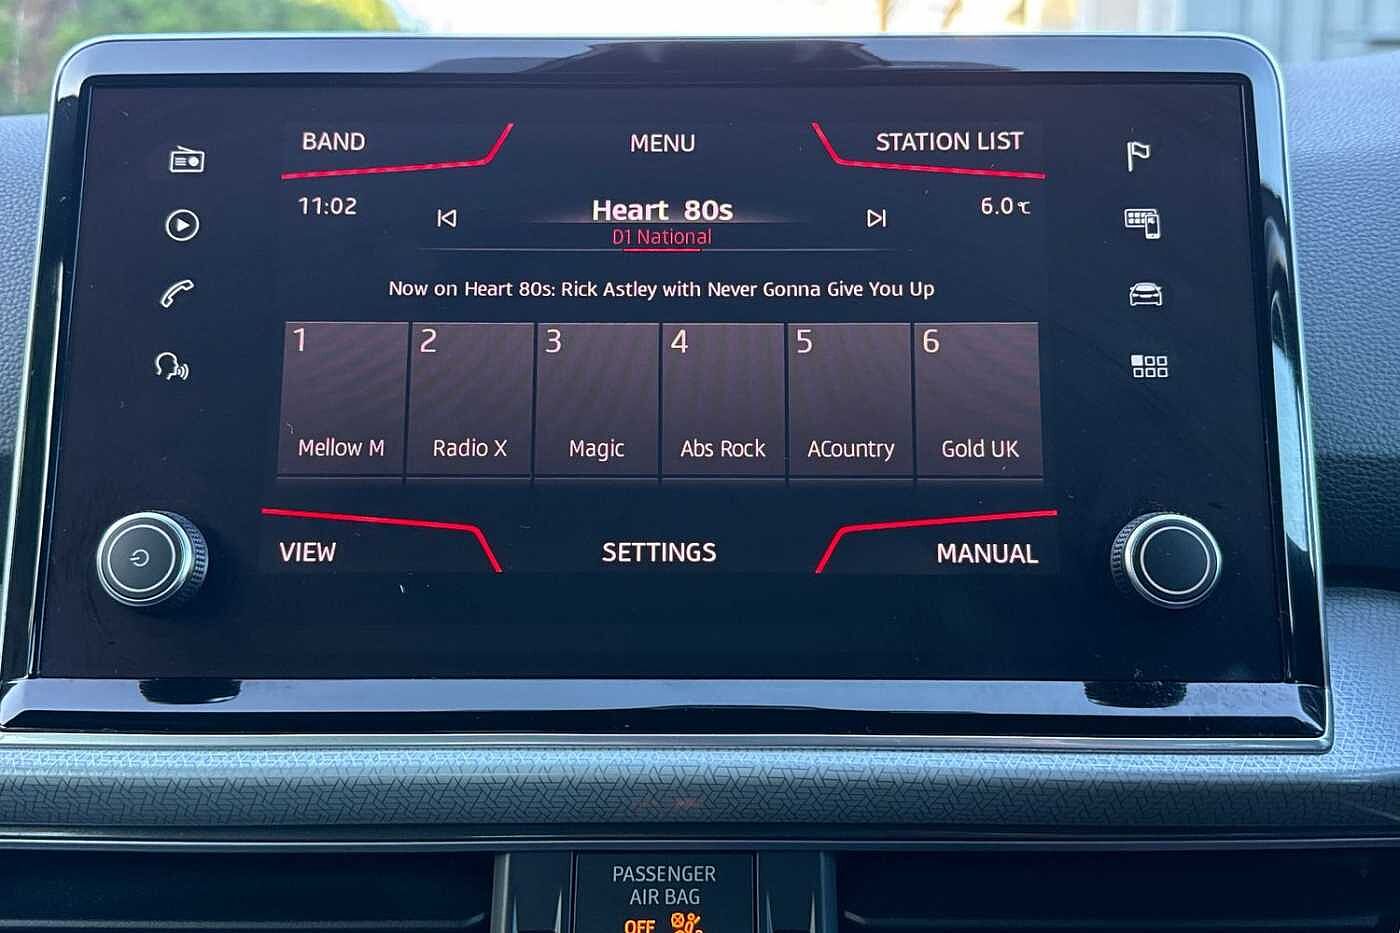 BAND MENU STATION LIST
11:02 Heart 80s 6.0℃
D1 National
Now on Heart 80s: Rick Astley with Never Gonna Give You Up
1 2 3 4 5 6
Mellow M Radio X Magic Abs Rock ACountry Gold UK
VIEW SETTINGS MANUAL
PASSENGER
AIR BAG
OFF